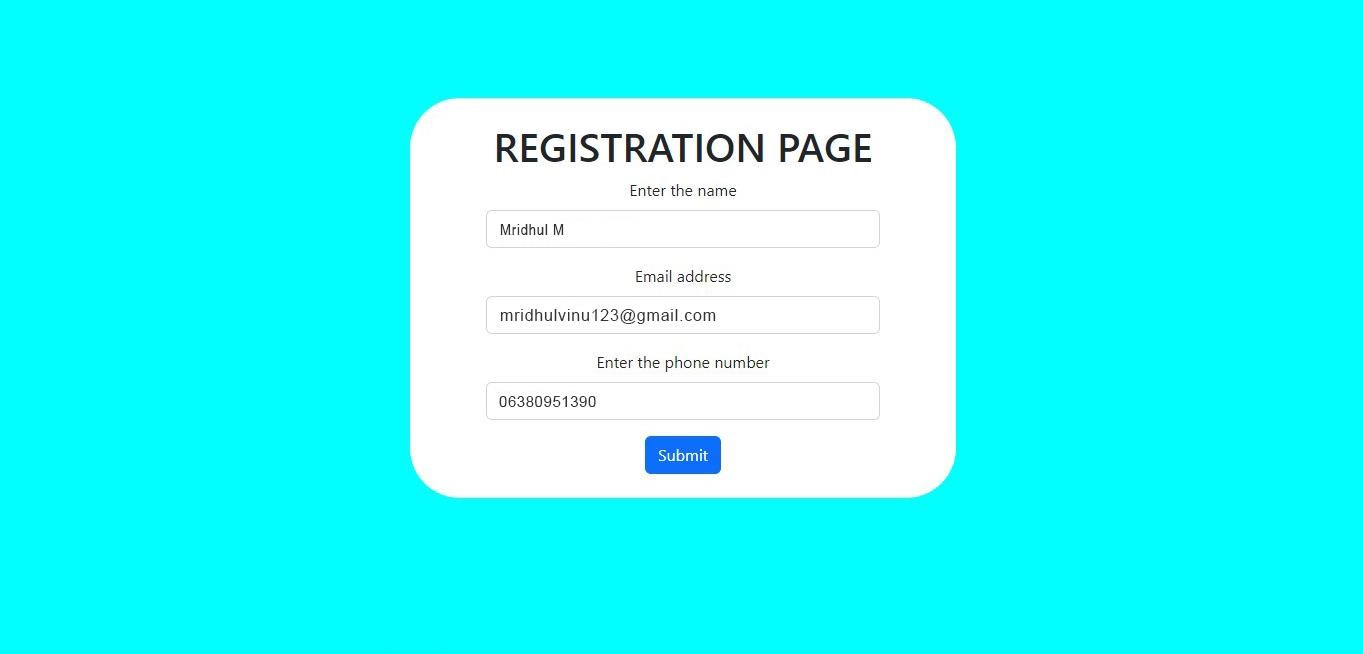 REGISTRATION PAGE
Enter the name
Mridhul M
Email address
mridhulvinu123@gmail.com
Enter the phone number
06380951390
Submit